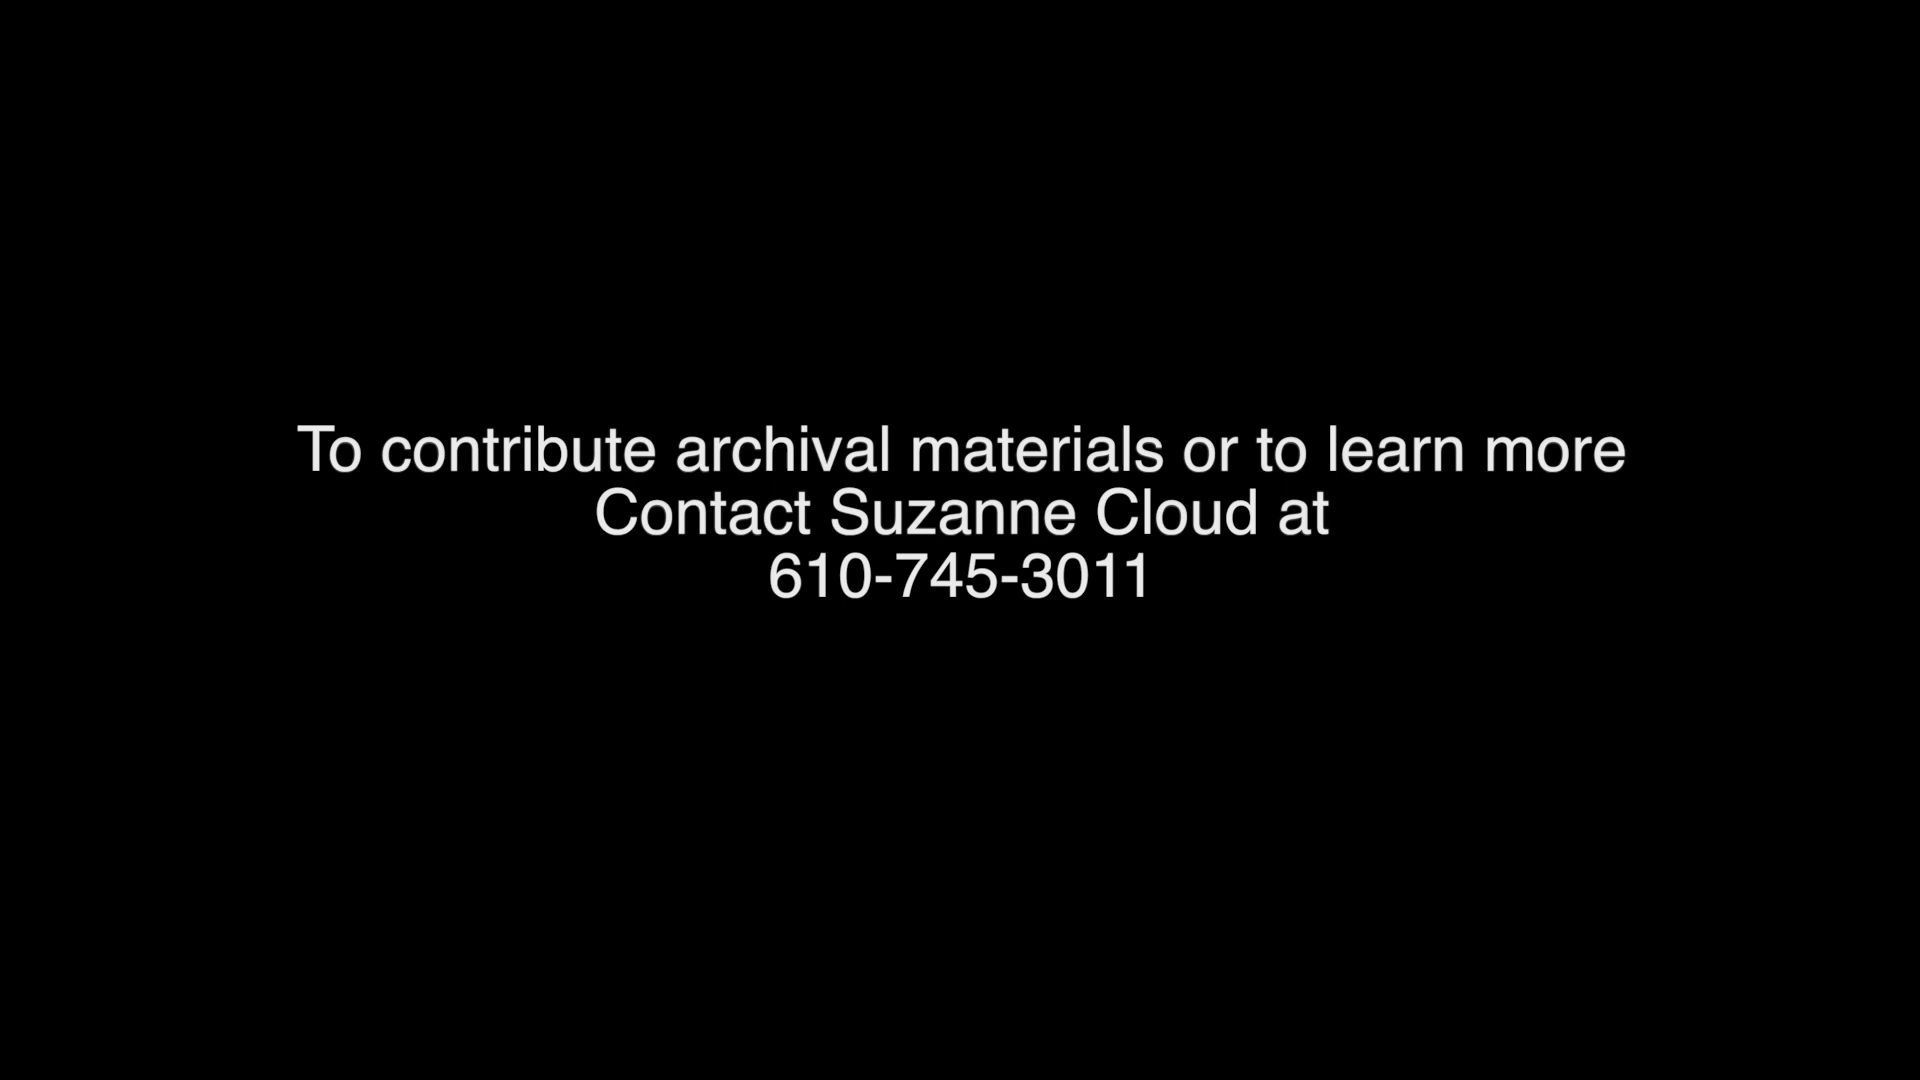 To contribute archival materials or to learn more
Contact Suzanne Cloud at
610-745-3011